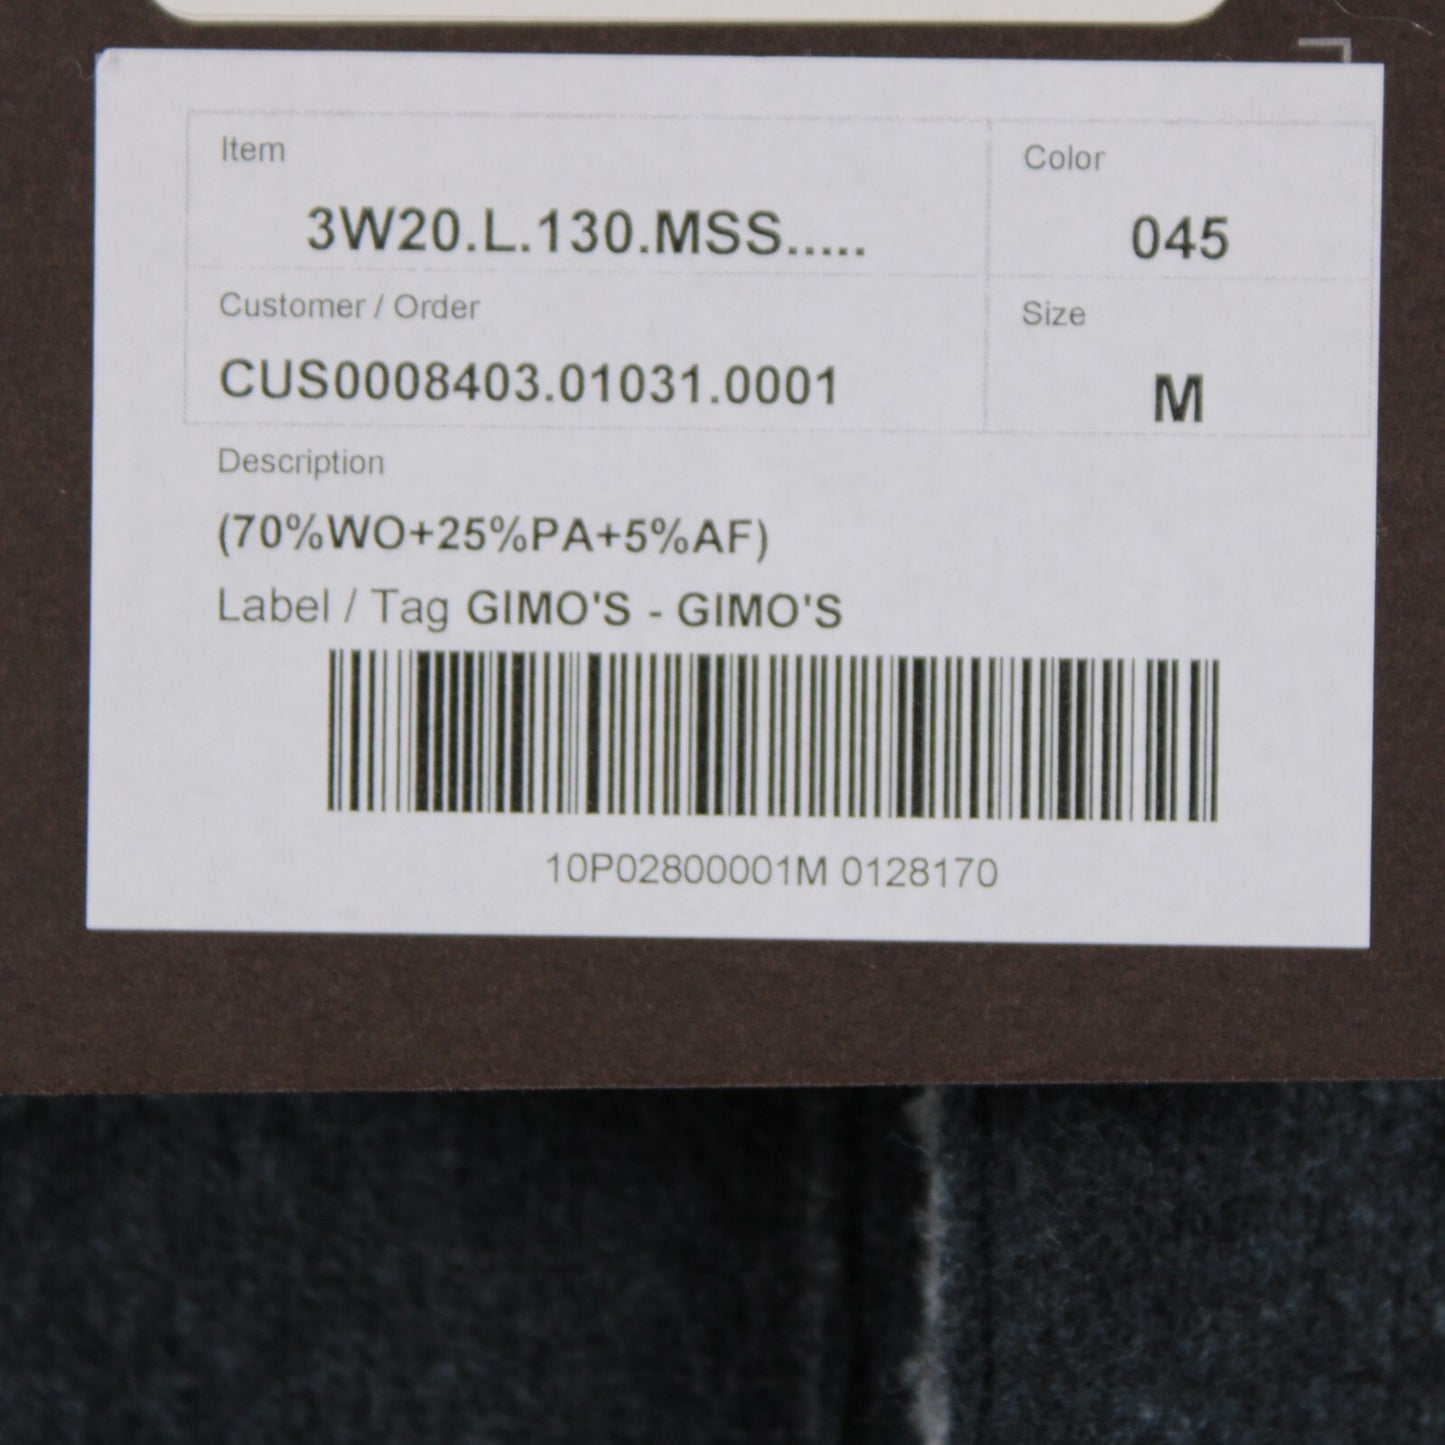 Item
Color
3W20.L.130.MSS.....
045
Customer / Order
Size
CUS0008403.01031.0001
M
Description
(70%WO+25%PA+5%AF)
Label / Tag GIMO'S - GIMO'S
10P02800001M 0128170